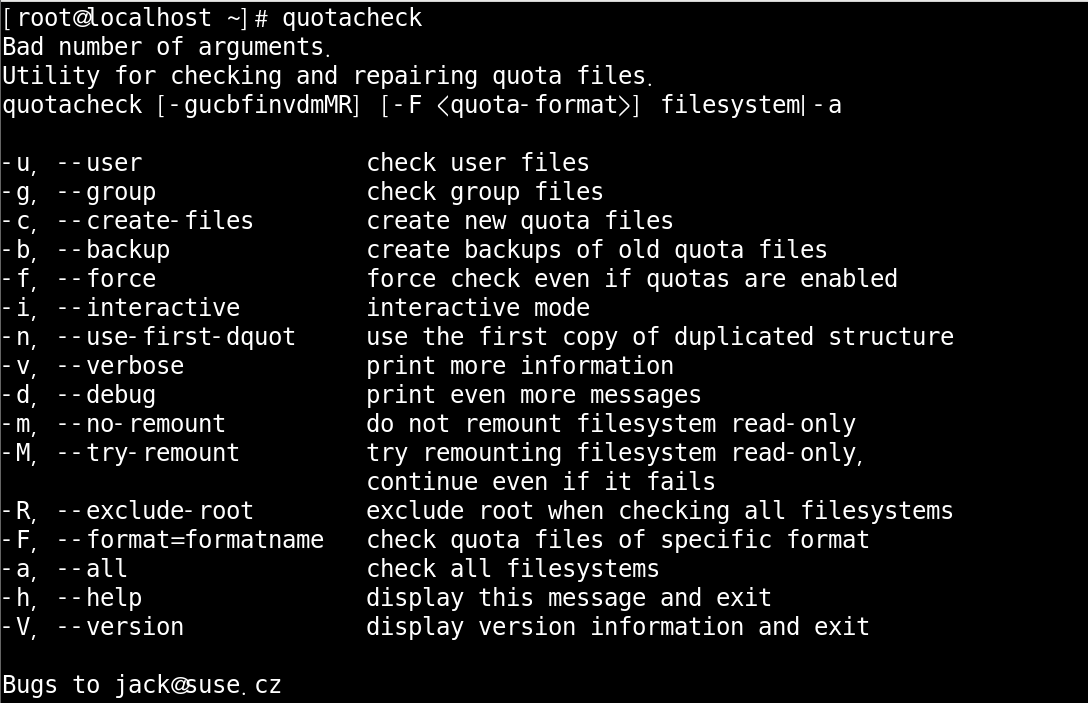 [root@localhost ~]# quotacheck
Bad number of arguments.
Utility for checking and repairing quota files.
quotacheck [-gucbfinvdmMR] [-F <quota-format>] filesystem|-a

-u, --user                check user files
-g, --group               check group files
-c, --create-files        create new quota files
-b, --backup              create backups of old quota files
-f, --force               force check even if quotas are enabled
-i, --interactive         interactive mode
-n, --use-first-dquot     use the first copy of duplicated structure
-v, --verbose             print more information
-d, --debug               print even more messages
-m, --no-remount          do not remount filesystem read-only
-M, --try-remount         try remounting filesystem read-only,
                          continue even if it fails
-R, --exclude-root        exclude root when checking all filesystems
-F, --format=formatname   check quota files of specific format
-a, --all                 check all filesystems
-h, --help                display this message and exit
-V, --version             display version information and exit

Bugs to jack@suse.cz